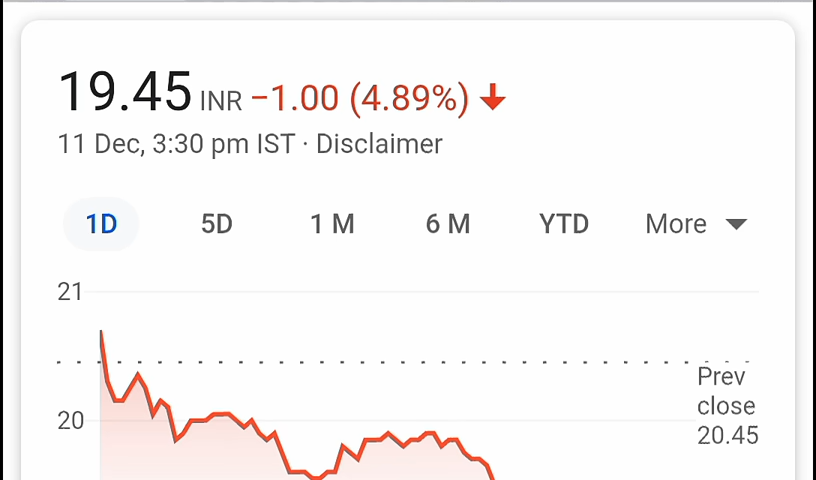 19.45 INR −1.00 (4.89%)
11 Dec, 3:30 pm IST · Disclaimer
1D 5D 1 M 6 M YTD More
21
20
Prev
close
20.45